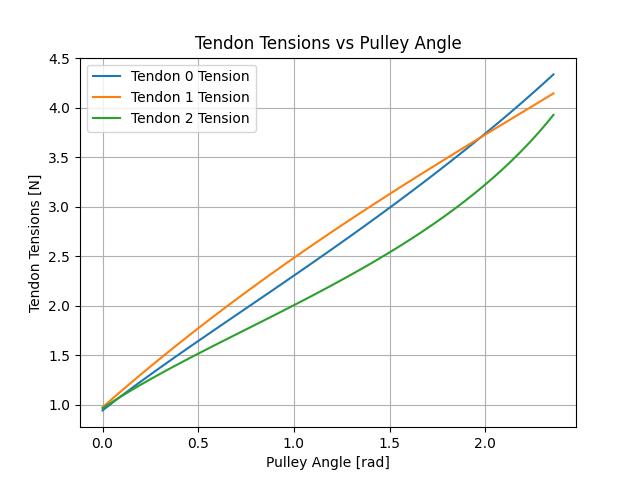 Tendon Tensions vs Pulley Angle
Tendon 0 Tension
Tendon 1 Tension
Tendon 2 Tension
Tendon Tensions [N]
4.5
4.0
3.5
3.0
2.5
2.0
1.5
1.0
0.0 0.5 1.0 1.5 2.0
Pulley Angle [rad]